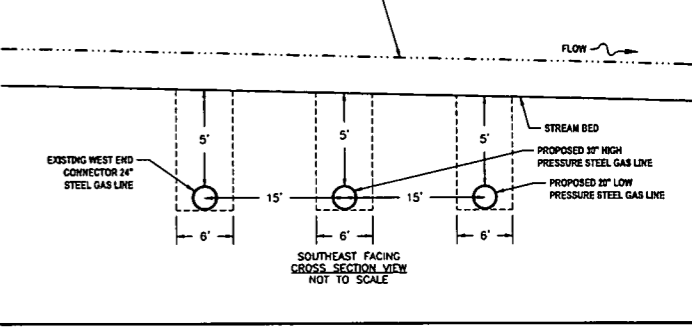 FLOW
5'
5'
5'
STREAM BED
EXISTING WEST END
CONNECTOR 24"
STEEL GAS LINE
PROPOSED 30" HIGH
PRESSURE STEEL GAS LINE
PROPOSED 20" LOW
PRESSURE STEEL GAS LINE
15'
15'
6'
6'
6'
SOUTHEAST FACING
CROSS SECTION VIEW
NOT TO SCALE